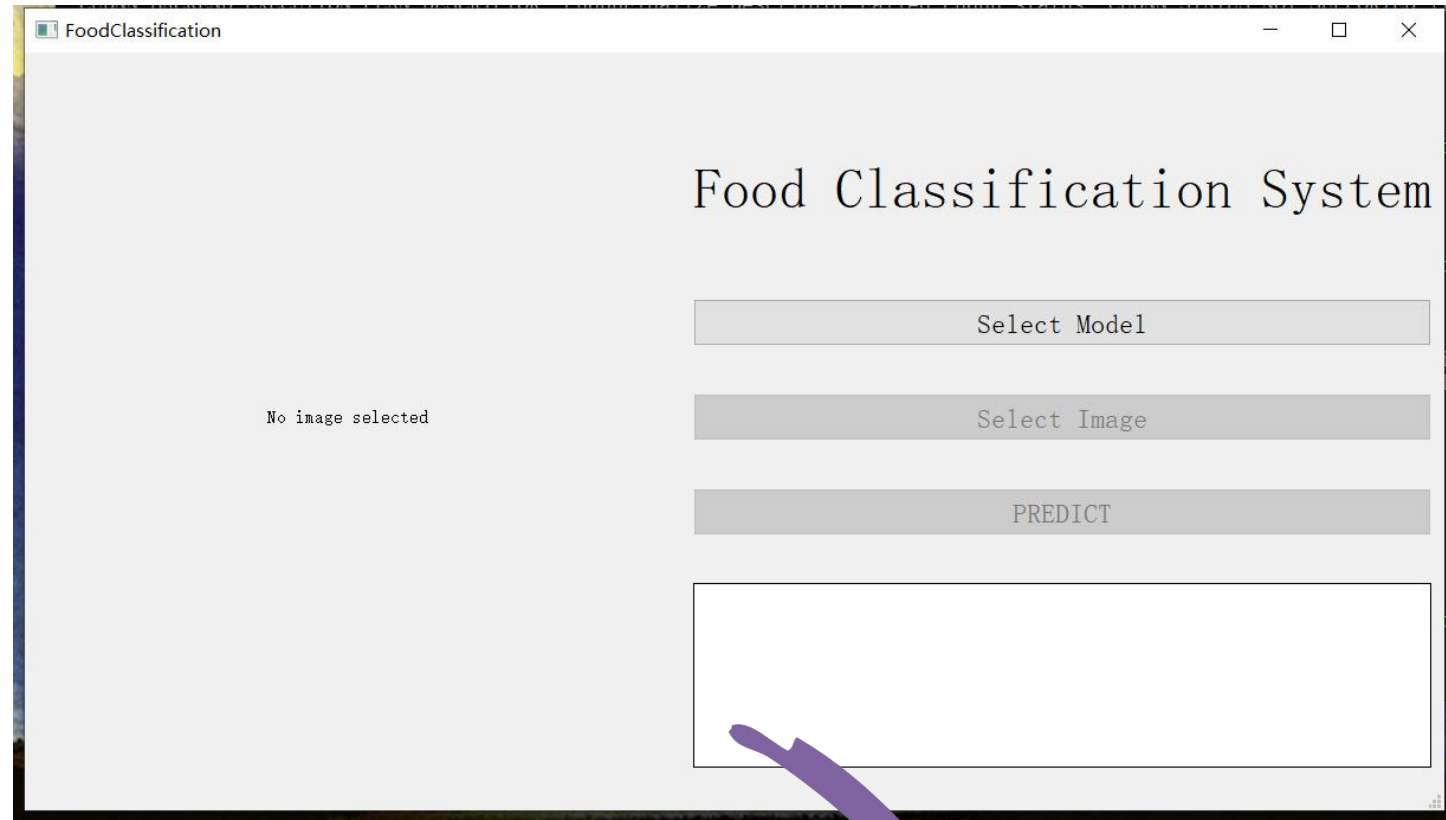 FoodClassification
Food Classification System
Select Model
No image selected
Select Image
PREDICT